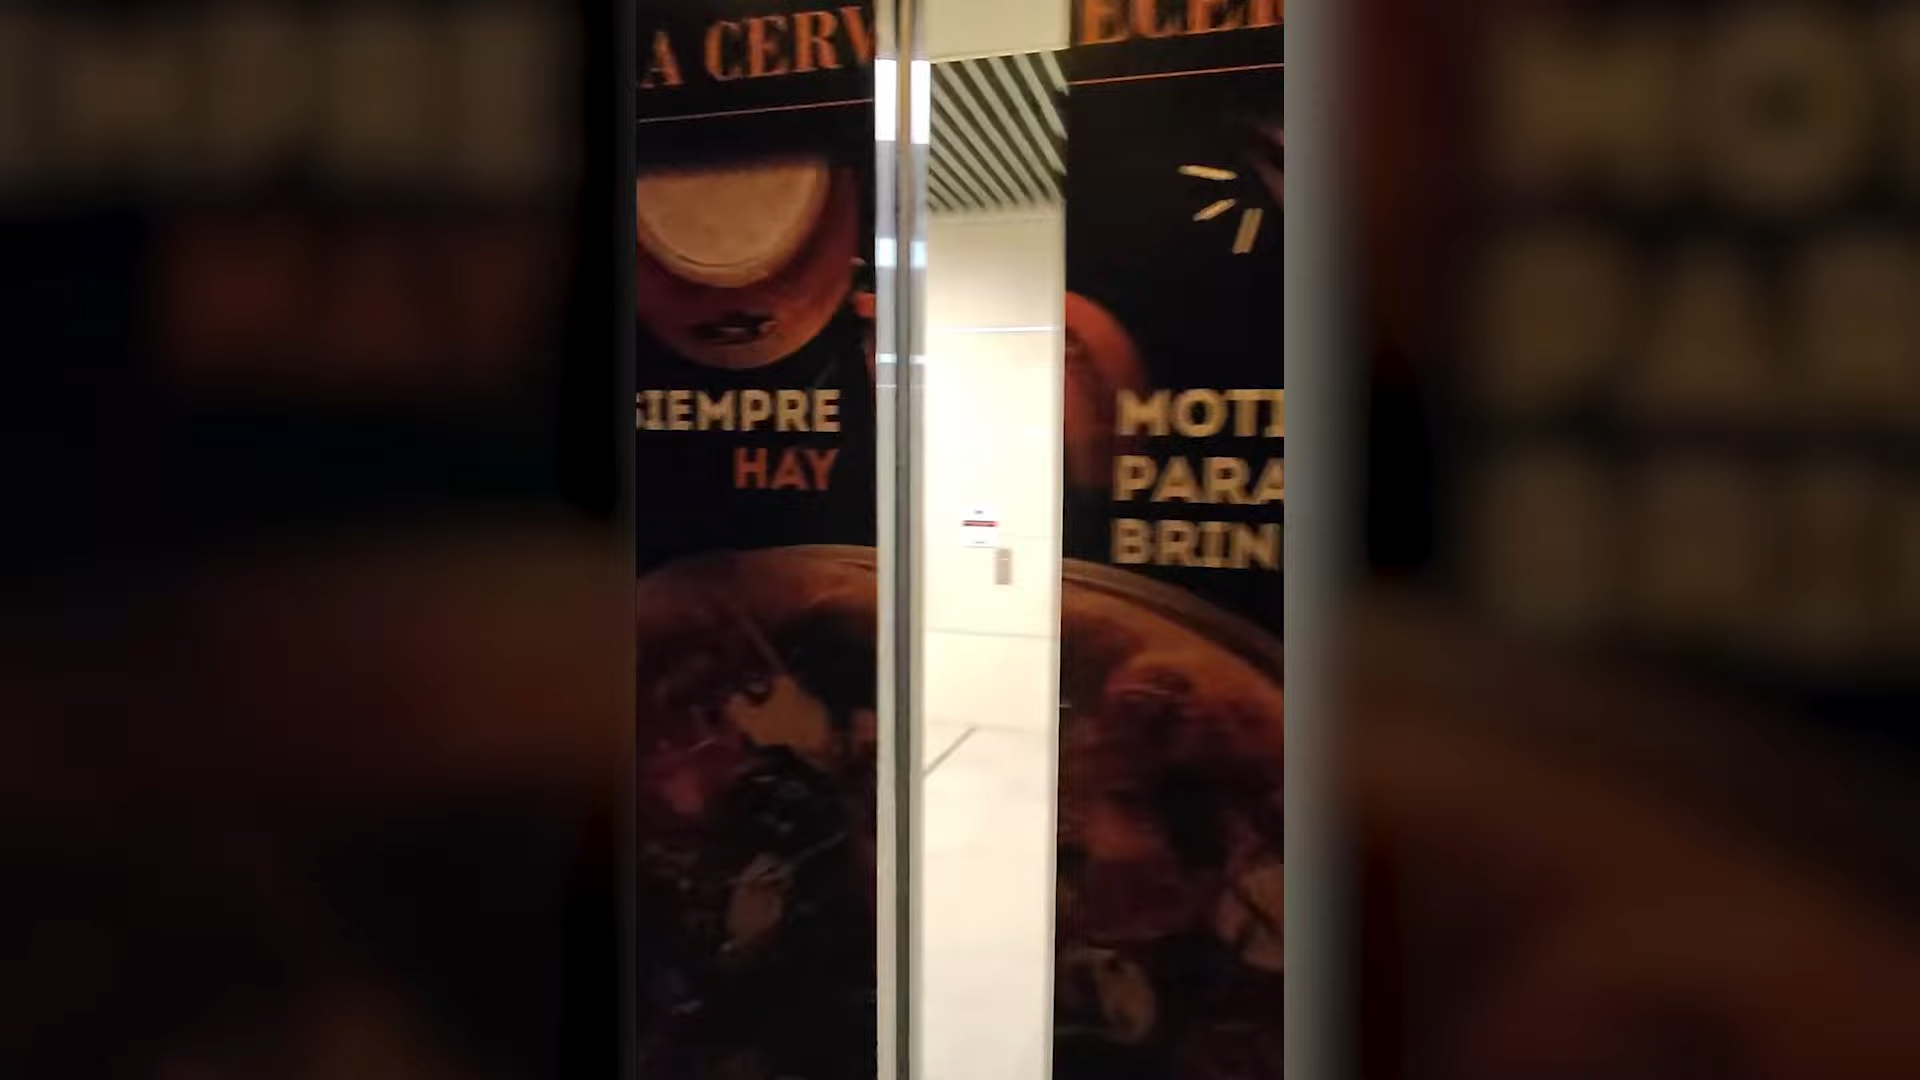 A CERV ECER
SIEMPRE
HAY
MOTI
PARA
BRIN